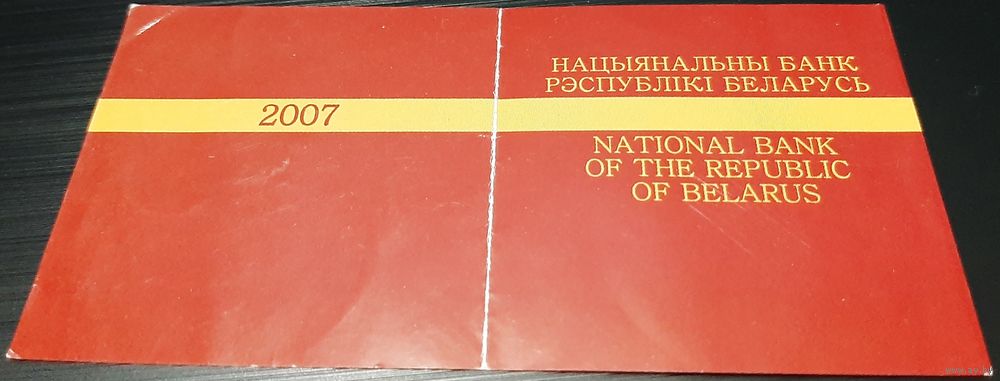 2007
НАЦЫЯНАЛЬНЫ БАНК
РЭСПУБЛІКІ БЕЛАРУСЬ
NATIONAL BANK
OF THE REPUBLIC
OF BELARUS